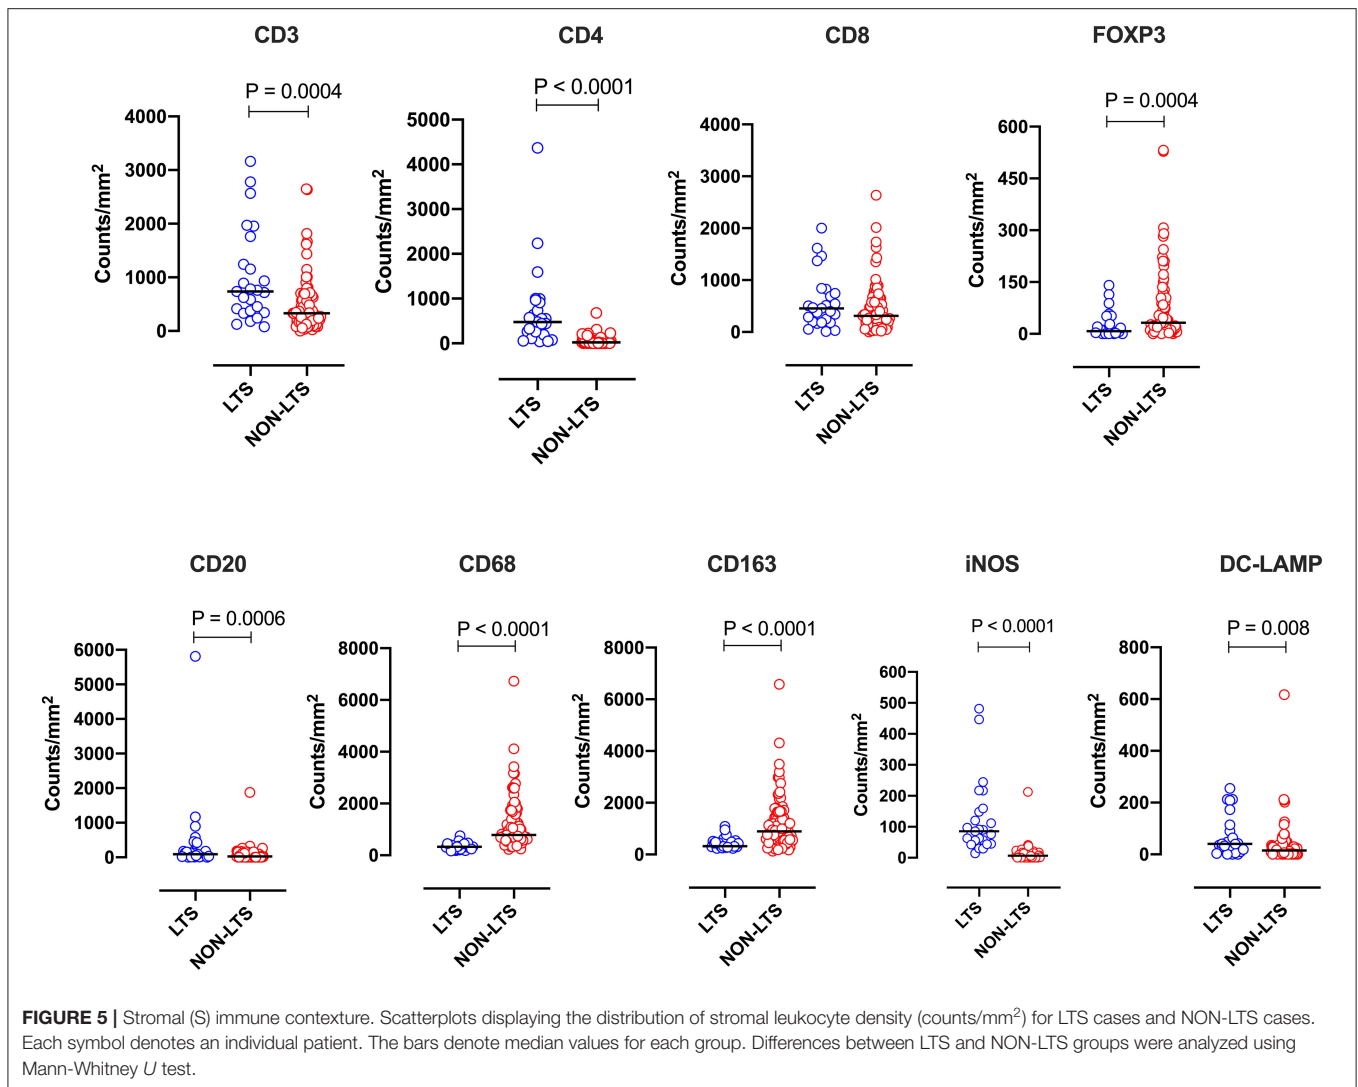 CD3 CD4 CD8 FOXP3
P = 0.0004
4000
3000
2000
1000
0
Counts/mm²
LTS
NON-LTS
P < 0.0001
5000
4000
3000
2000
1000
0
Counts/mm²
LTS
NON-LTS
4000
3000
2000
1000
0
Counts/mm²
LTS
NON-LTS
P = 0.0004
600
450
300
150
0
Counts/mm²
LTS
NON-LTS
CD20 CD68 CD163 iNOS DC-LAMP
P = 0.0006
6000
5000
4000
3000
2000
1000
0
Counts/mm²
LTS
NON-LTS
P < 0.0001
8000
6000
4000
2000
0
Counts/mm²
LTS
NON-LTS
P < 0.0001
8000
6000
4000
2000
0
Counts/mm²
LTS
NON-LTS
P < 0.0001
600
500
400
300
200
100
0
Counts/mm²
LTS
NON-LTS
P = 0.008
800
600
400
200
0
Counts/mm²
LTS
NON-LTS
FIGURE 5 | Stromal (S) immune contexture. Scatterplots displaying the distribution of stromal leukocyte density (counts/mm²) for LTS cases and NON-LTS cases.
Each symbol denotes an individual patient. The bars denote median values for each group. Differences between LTS and NON-LTS groups were analyzed using
Mann-Whitney U test.